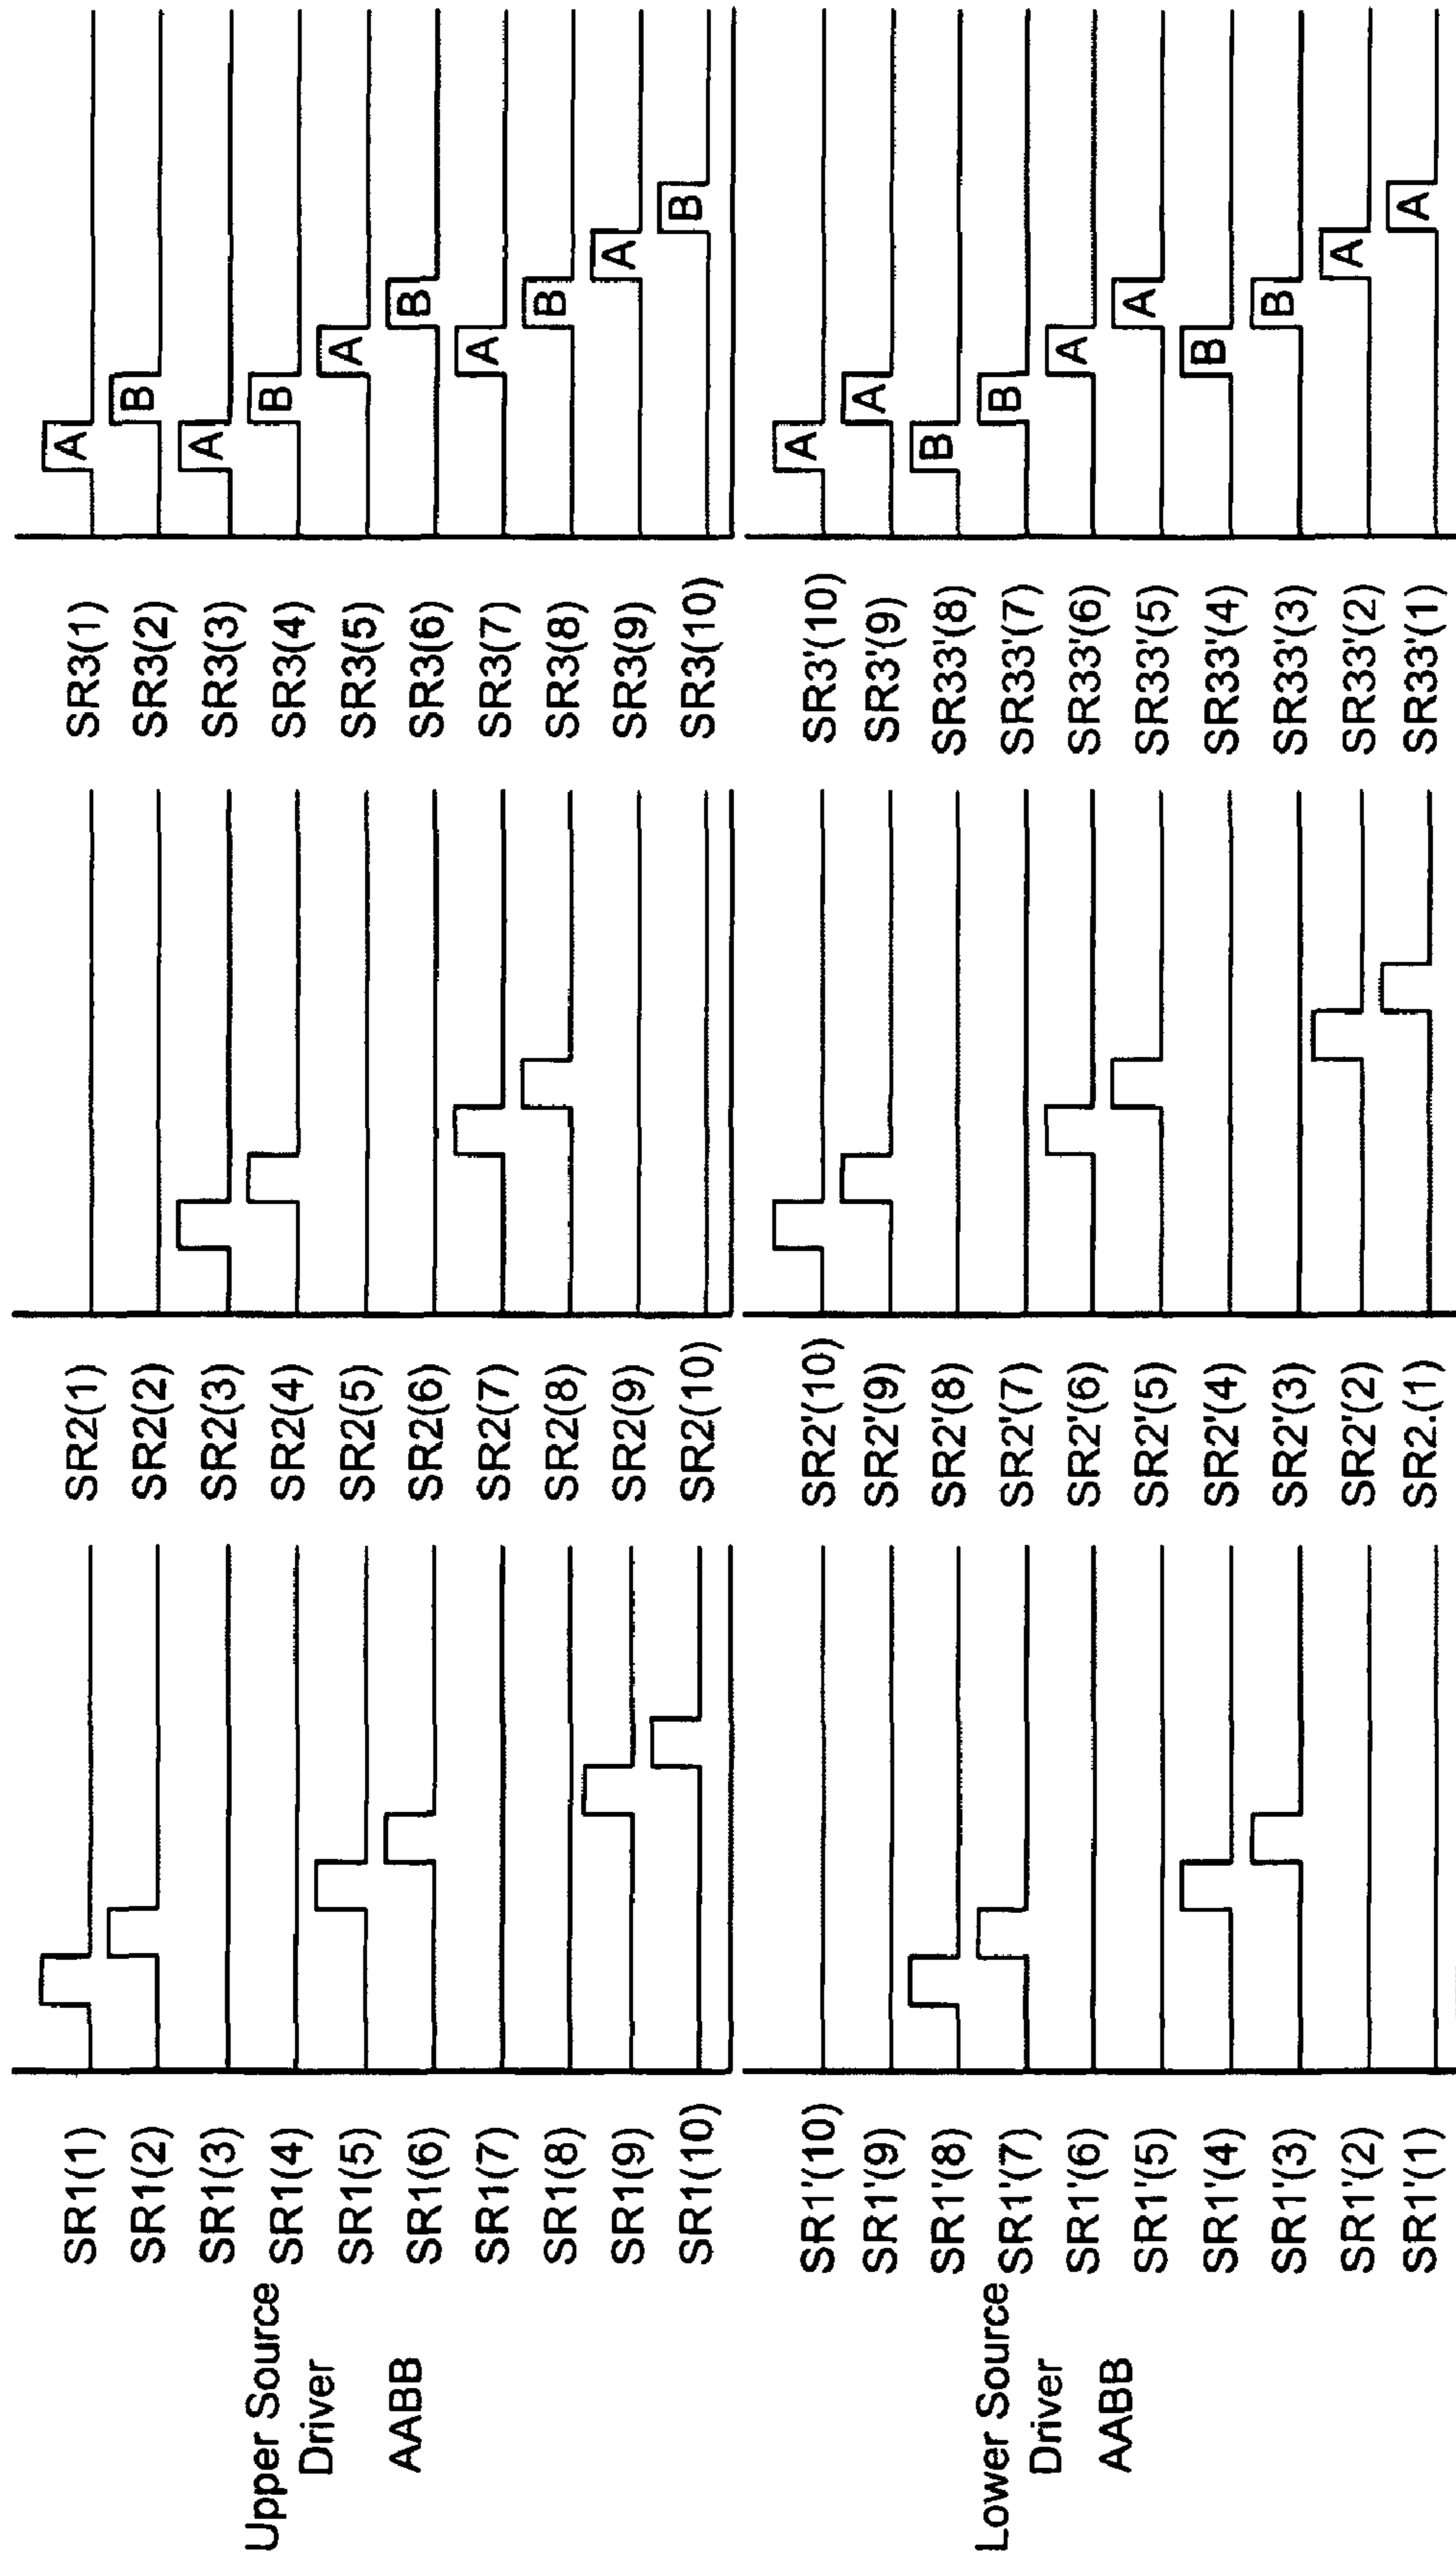 Upper Source
Driver
AABB
SR1(1)
SR1(2)
SR1(3)
SR1(4)
SR1(5)
SR1(6)
SR1(7)
SR1(8)
SR1(9)
SR1(10)
SR2(1)
SR2(2)
SR2(3)
SR2(4)
SR2(5)
SR2(6)
SR2(7)
SR2(8)
SR2(9)
SR2(10)
SR3(1) A
SR3(2) B
SR3(3) A
SR3(4) B
SR3(5) A
SR3(6) B
SR3(7) A
SR3(8) B
SR3(9) A
SR3(10) B
Lower Source
Driver
AABB
SR1'(10)
SR1'(9)
SR1'(8)
SR1'(7)
SR1'(6)
SR1'(5)
SR1'(4)
SR1'(3)
SR1'(2)
SR1'(1)
SR2'(10)
SR2'(9)
SR2'(8)
SR2'(7)
SR2'(6)
SR2'(5)
SR2'(4)
SR2'(3)
SR2'(2)
SR2.(1)
SR3'(10) A
SR3'(9) A
SR33'(8) B
SR33'(7) B
SR33'(6) A
SR33'(5) A
SR33'(4) B
SR33'(3) B
SR33'(2) A
SR33'(1) A